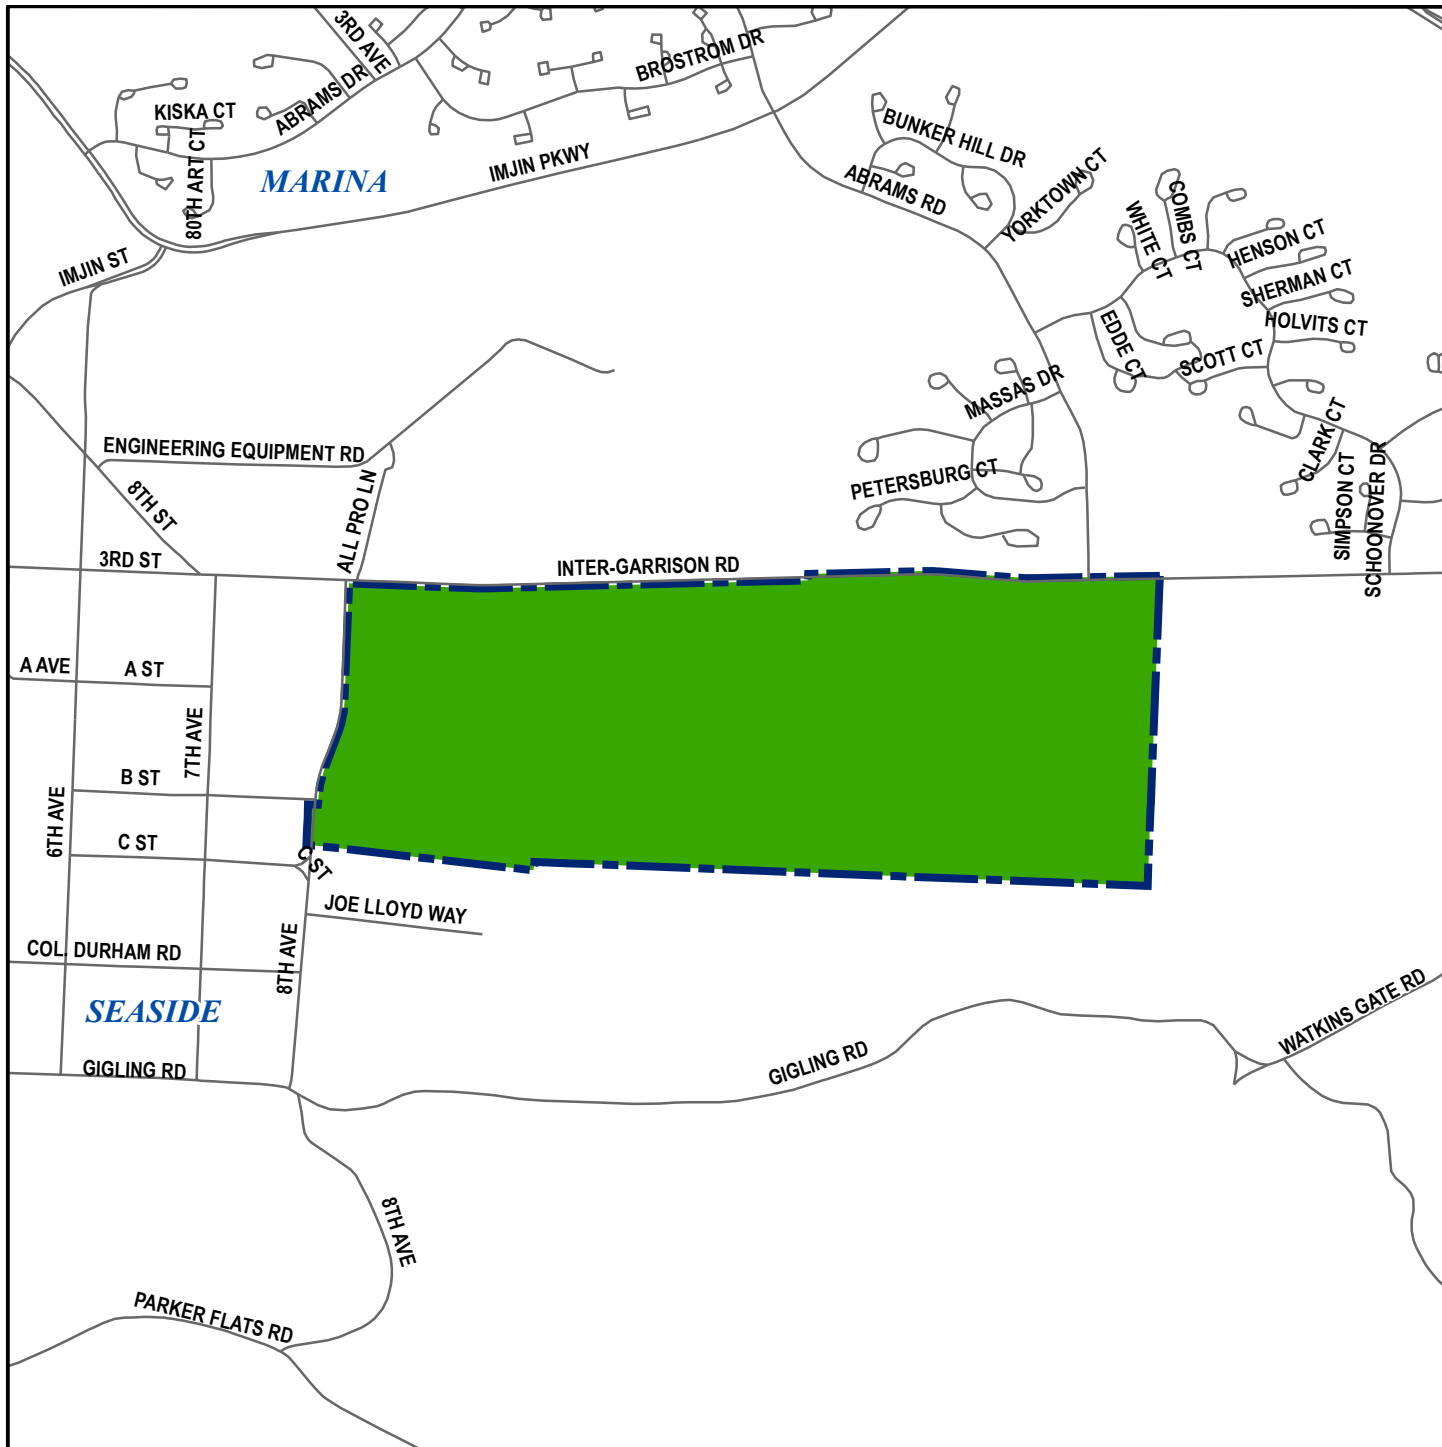 3RD AVE
BROSTROM DR
ABRAMS DR
KISKA CT
80TH ART CT
MARINA
IMJIN PKWY
BUNKER HILL DR
ABRAMS RD
YORKTOWN CT
COMBS CT
WHITE CT
HENSON CT
IMJIN ST
SHERMAN CT
HOLVITS CT
EDDE CT
SCOTT CT
MASSAS DR
CLARK CT
ENGINEERING EQUIPMENT RD
PETERSBURG CT
SIMPSON CT
SCHOONOVER DR
8TH ST
ALL PRO LN
3RD ST
INTER-GARRISON RD
A AVE
A ST
7TH AVE
B ST
6TH AVE
C ST
C ST
JOE LLOYD WAY
COL. DURHAM RD
8TH AVE
SEASIDE
WATKINS GATE RD
GIGLING RD
GIGLING RD
8TH AVE
PARKER FLATS RD